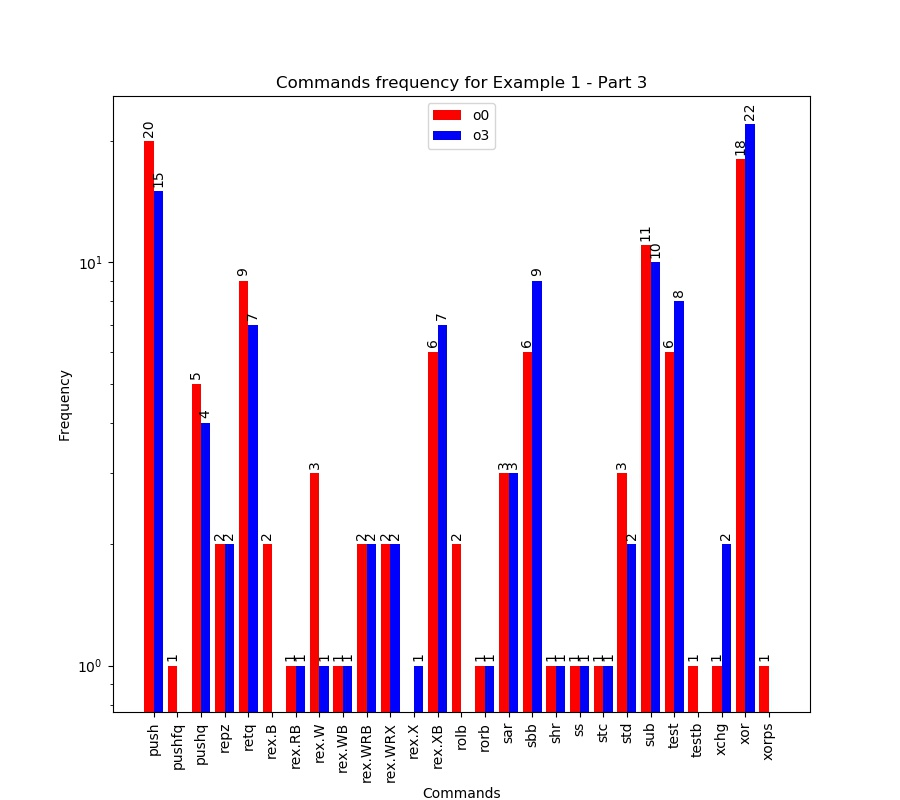 Commands frequency for Example 1 - Part 3
o0
o3
Frequency
10¹
10⁰
20
15
1
5
4
2
2
9
7
2
1
1
3
1
1
1
2
2
2
2
1
6
7
2
1
1
3
3
6
9
1
1
1
1
1
1
3
2
11
10
6
8
1
1
2
18
22
1
push
pushfq
pushq
repz
retq
rex.B
rex.RB
rex.W
rex.WB
rex.WRB
rex.WRX
rex.X
rex.XB
rolb
rorb
sar
sbb
shr
ss
stc
std
sub
test
testb
xchg
xor
xorps
Commands